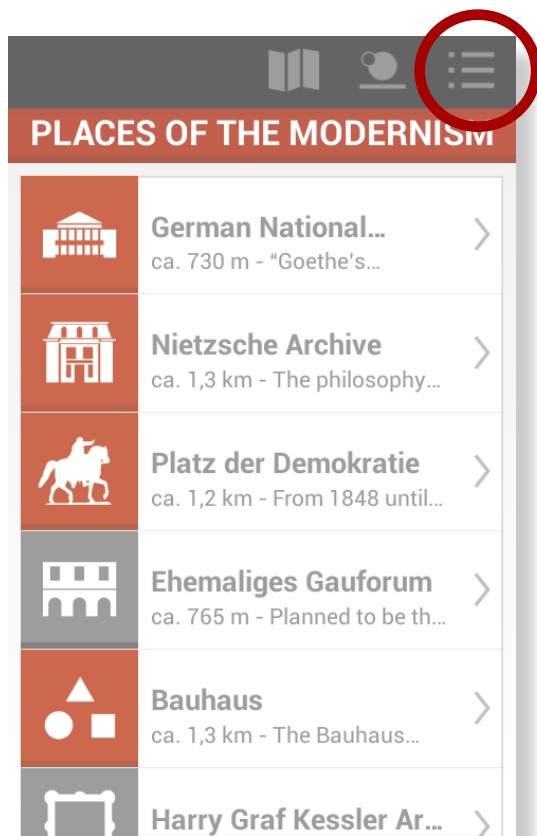 PLACES OF THE MODERNISM
German National...
ca. 730 m - “Goethe’s...
Nietzsche Archive
ca. 1,3 km - The philosophy...
Platz der Demokratie
ca. 1,2 km - From 1848 until...
Ehemaliges Gauforum
ca. 765 m - Planned to be th...
Bauhaus
ca. 1,3 km - The Bauhaus...
Harry Graf Kessler Ar...